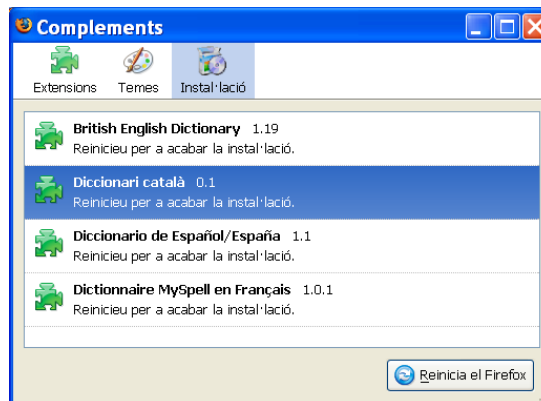 Complements
Extensions Temes Instal·lació
British English Dictionary 1.19
Reinicieu per a acabar la instal·lació.
Diccionari català 0.1
Reinicieu per a acabar la instal·lació.
Diccionario de Español/España 1.1
Reinicieu per a acabar la instal·lació.
Dictionnaire MySpell en Français 1.0.1
Reinicieu per a acabar la instal·lació.
Reinicia el Firefox